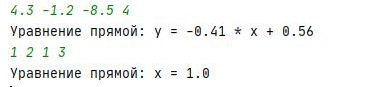 4.3 -1.2 -8.5 4
Уравнение прямой: y = -0.41 * x + 0.56
1 2 1 3
Уравнение прямой: x = 1.0